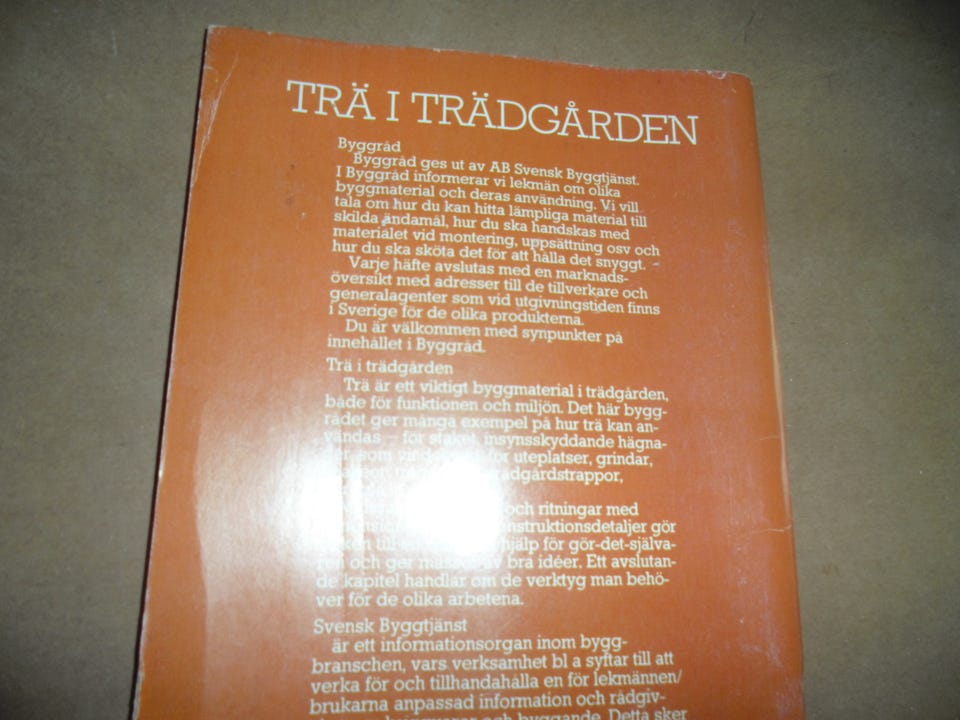 TRÄ I TRÄDGÅRDEN
Byggråd
Byggråd ges ut av AB Svensk Byggtjänst.
I Byggråd informerar vi lekmän om olika
byggmaterial och deras användning. Vi vill
tala om hur du kan hitta lämpliga material till
skilda ändamål, hur du ska handskas med
materialet vid montering, uppsättning osv och
hur du ska sköta det för att hålla det snyggt.
Varje häfte avslutas med en marknads-
översikt med adresser till de tillverkare och
generalagenter som vid utgivningstiden finns
i Sverige för de olika produkterna.
Du är välkommen med synpunkter på
innehållet i Byggråd.
Trä i trädgården
Trä är ett viktigt byggmaterial i trädgården,
både för funktionen och miljön. Det här bygg-
rådet ger många exempel på hur trä kan an-
vändas – för staket, insynsskyddande hägna-
som för uteplatser, grindar,
trädgårdstrappor,
och ritningar med
konstruktionsdetaljer gör
hjälp för gör-det-själva-
ren och ger massor av bra idéer. Ett avslutan-
de kapitel handlar om de verktyg man behö-
ver för de olika arbetena.
Svensk Byggtjänst
är ett informationsorgan inom bygg-
branschen, vars verksamhet bl a syftar till att
verka för och tillhandahålla en för lekmännen/
brukarna anpassad information och rådgiv-
och byggande. Detta sker